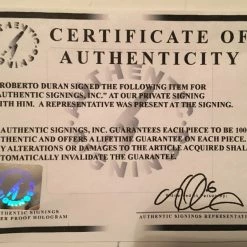 AUTHENTIC
SIGNINGS
CERTIFICATE OF
AUTHENTICITY
ROBERTO DURAN SIGNED THE FOLLOWING ITEM FOR
AUTHENTIC SIGNINGS, INC." AT OUR PRIVATE SIGNING
WITH HIM. A REPRESENTATIVE WAS PRESENT AT THE SIGNING.
AUTHENTIC SIGNINGS, INC. GUARANTEES EACH PIECE TO BE 100
AND OFFERS A LIFETIME GUARANTEE ON EACH PIECE.
Y ALTERATIONS OR DAMAGES TO THE ARTICLE ACQUIRED SHAL
TOMATICALLY INVALIDATE THE GUARANTEE.
AUTHENTIC SIGNINGS
ER PROOF HOLOGRAM
AUTHENTIC SIGNINGS REPRESENTATIV